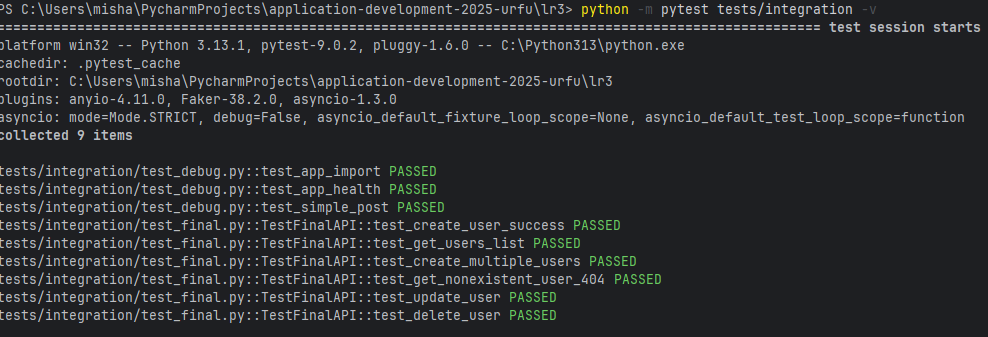 PS C:\Users\misha\PycharmProjects\application-development-2025-urfu\lr3> python -m pytest tests/integration -v
======================================================================================================= test session starts
platform win32 -- Python 3.13.1, pytest-9.0.2, pluggy-1.6.0 -- C:\Python313\python.exe
cachedir: .pytest_cache
rootdir: C:\Users\misha\PycharmProjects\application-development-2025-urfu\lr3
plugins: anyio-4.11.0, Faker-38.2.0, asyncio-1.3.0
asyncio: mode=Mode.STRICT, debug=False, asyncio_default_fixture_loop_scope=None, asyncio_default_test_loop_scope=function
collected 9 items
tests/integration/test_debug.py::test_app_import PASSED
tests/integration/test_debug.py::test_app_health PASSED
tests/integration/test_debug.py::test_simple_post PASSED
tests/integration/test_final.py::TestFinalAPI::test_create_user_success PASSED
tests/integration/test_final.py::TestFinalAPI::test_get_users_list PASSED
tests/integration/test_final.py::TestFinalAPI::test_create_multiple_users PASSED
tests/integration/test_final.py::TestFinalAPI::test_get_nonexistent_user_404 PASSED
tests/integration/test_final.py::TestFinalAPI::test_update_user PASSED
tests/integration/test_final.py::TestFinalAPI::test_delete_user PASSED